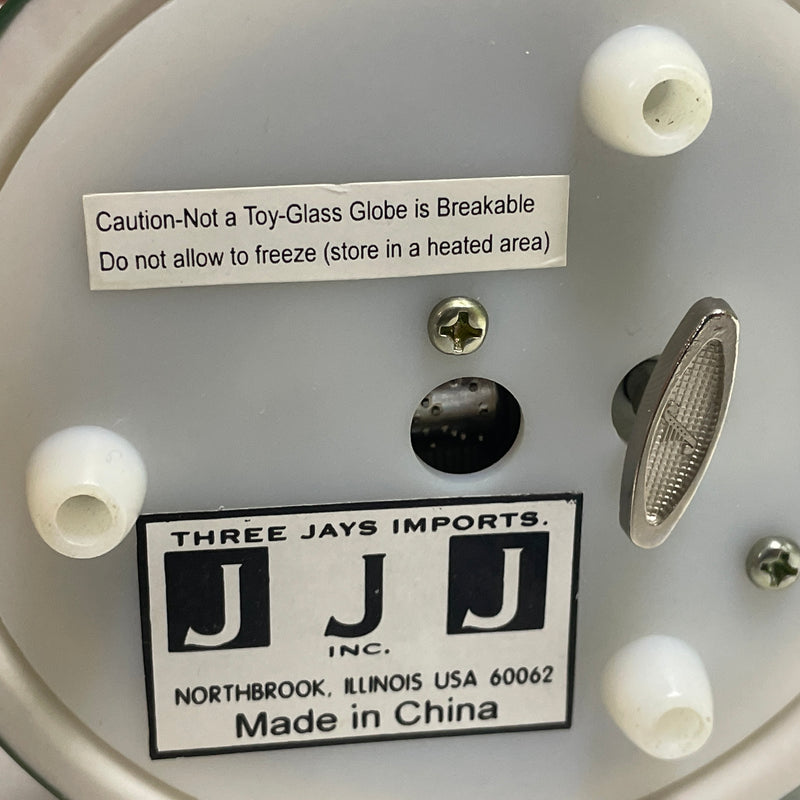 Caution-Not a Toy-Glass Globe is Breakable
Do not allow to freeze (store in a heated area)
THREE JAYS IMPORTS.
J J J
INC.
NORTHBROOK, ILLINOIS USA 60062
Made in China